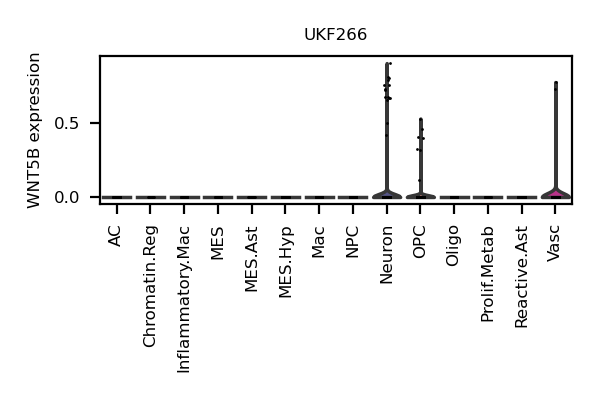 UKF266
WNT5B expression
0.5
0.0
AC
Chromatin.Reg
Inflammatory.Mac
MES
MES.Ast
MES.Hyp
Mac
NPC
Neuron
OPC
Oligo
Prolif.Metab
Reactive.Ast
Vasc